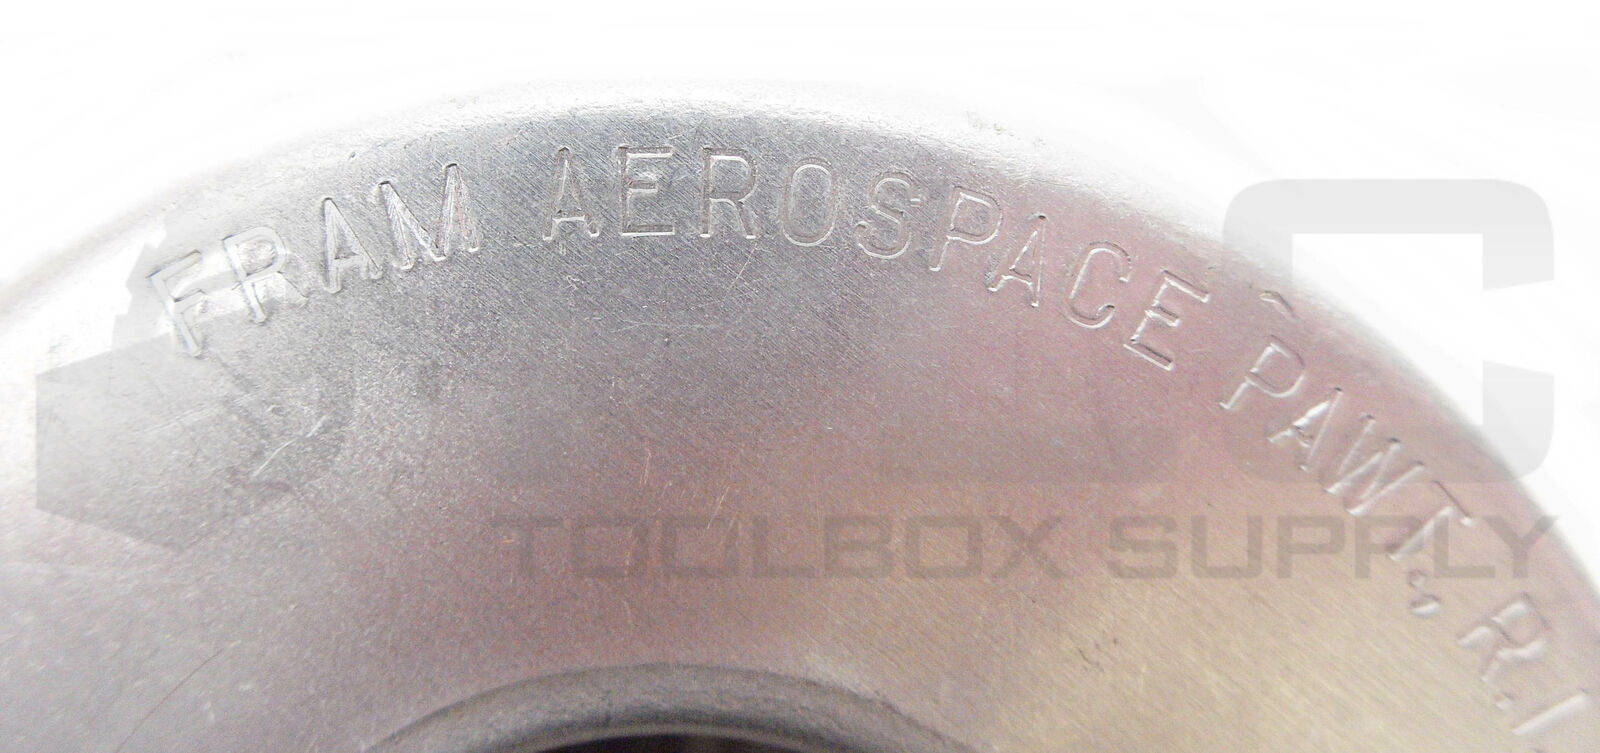 FRAM AEROSPACE PAWT., R.I
TOOLBOX SUPPLY